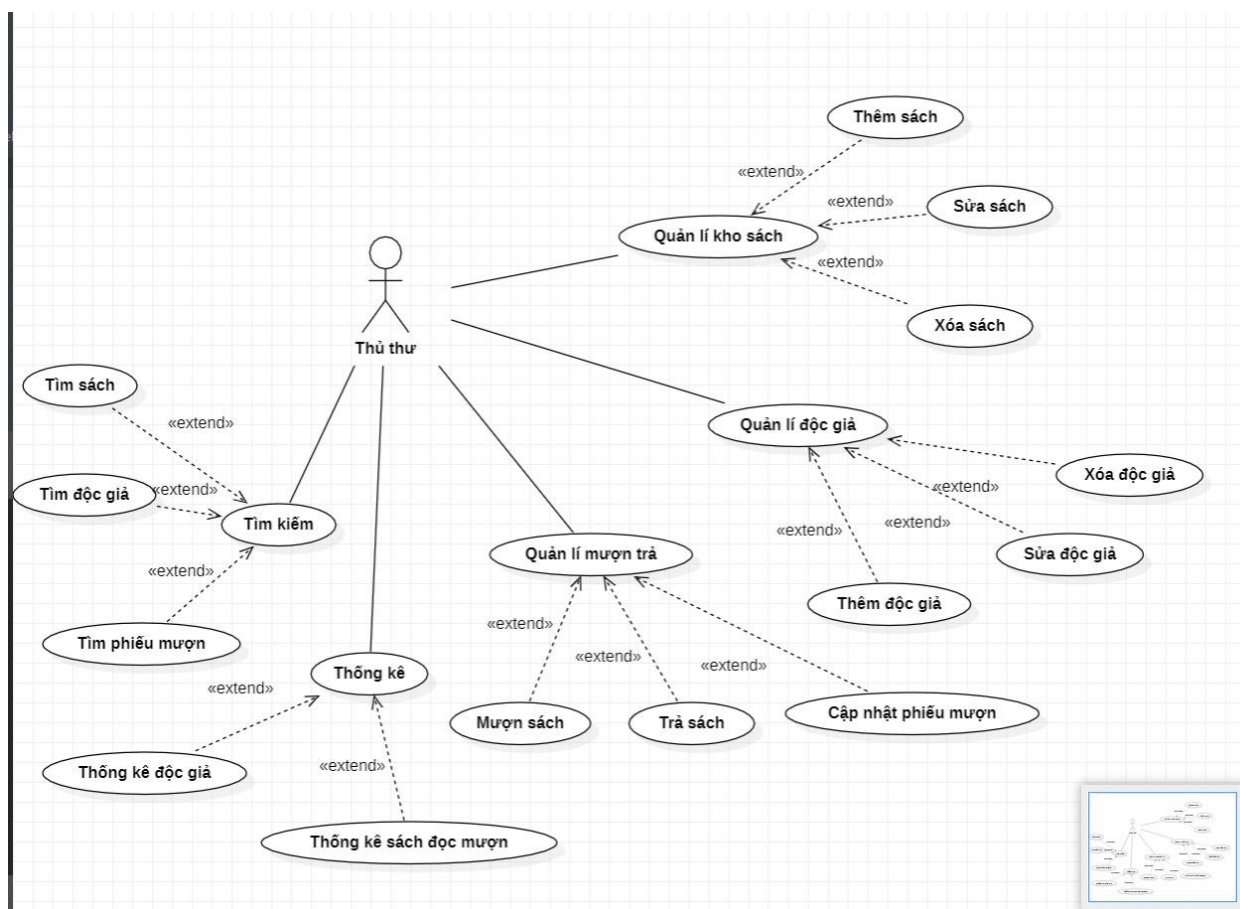 Thêm sách
«extend»
«extend»
Sửa sách
Quản lí kho sách
«extend»
Xóa sách
Thủ thư
Tìm sách
«extend»
Quản lí độc giả
Xóa độc giả
Tìm độc giả
«extend»
«extend»
Tìm kiếm
«extend»
«extend»
Quản lí mượn trả
Sửa độc giả
«extend»
Thêm độc giả
«extend»
Tìm phiếu mượn
«extend»
«extend»
Thống kê
«extend»
Mượn sách
Trả sách
Cập nhật phiếu mượn
Thống kê độc giả
«extend»
Thống kê sách đọc mượn